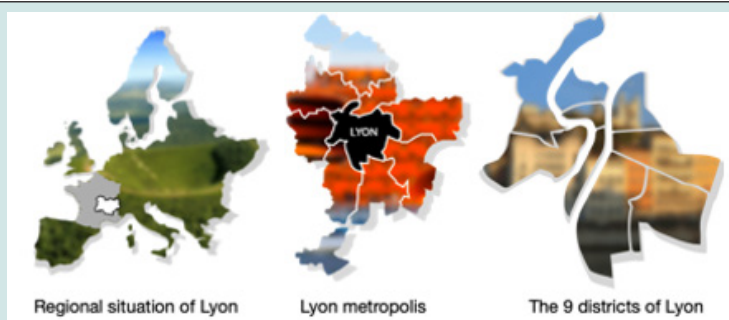 LYON
Regional situation of Lyon
Lyon metropolis
The 9 districts of Lyon